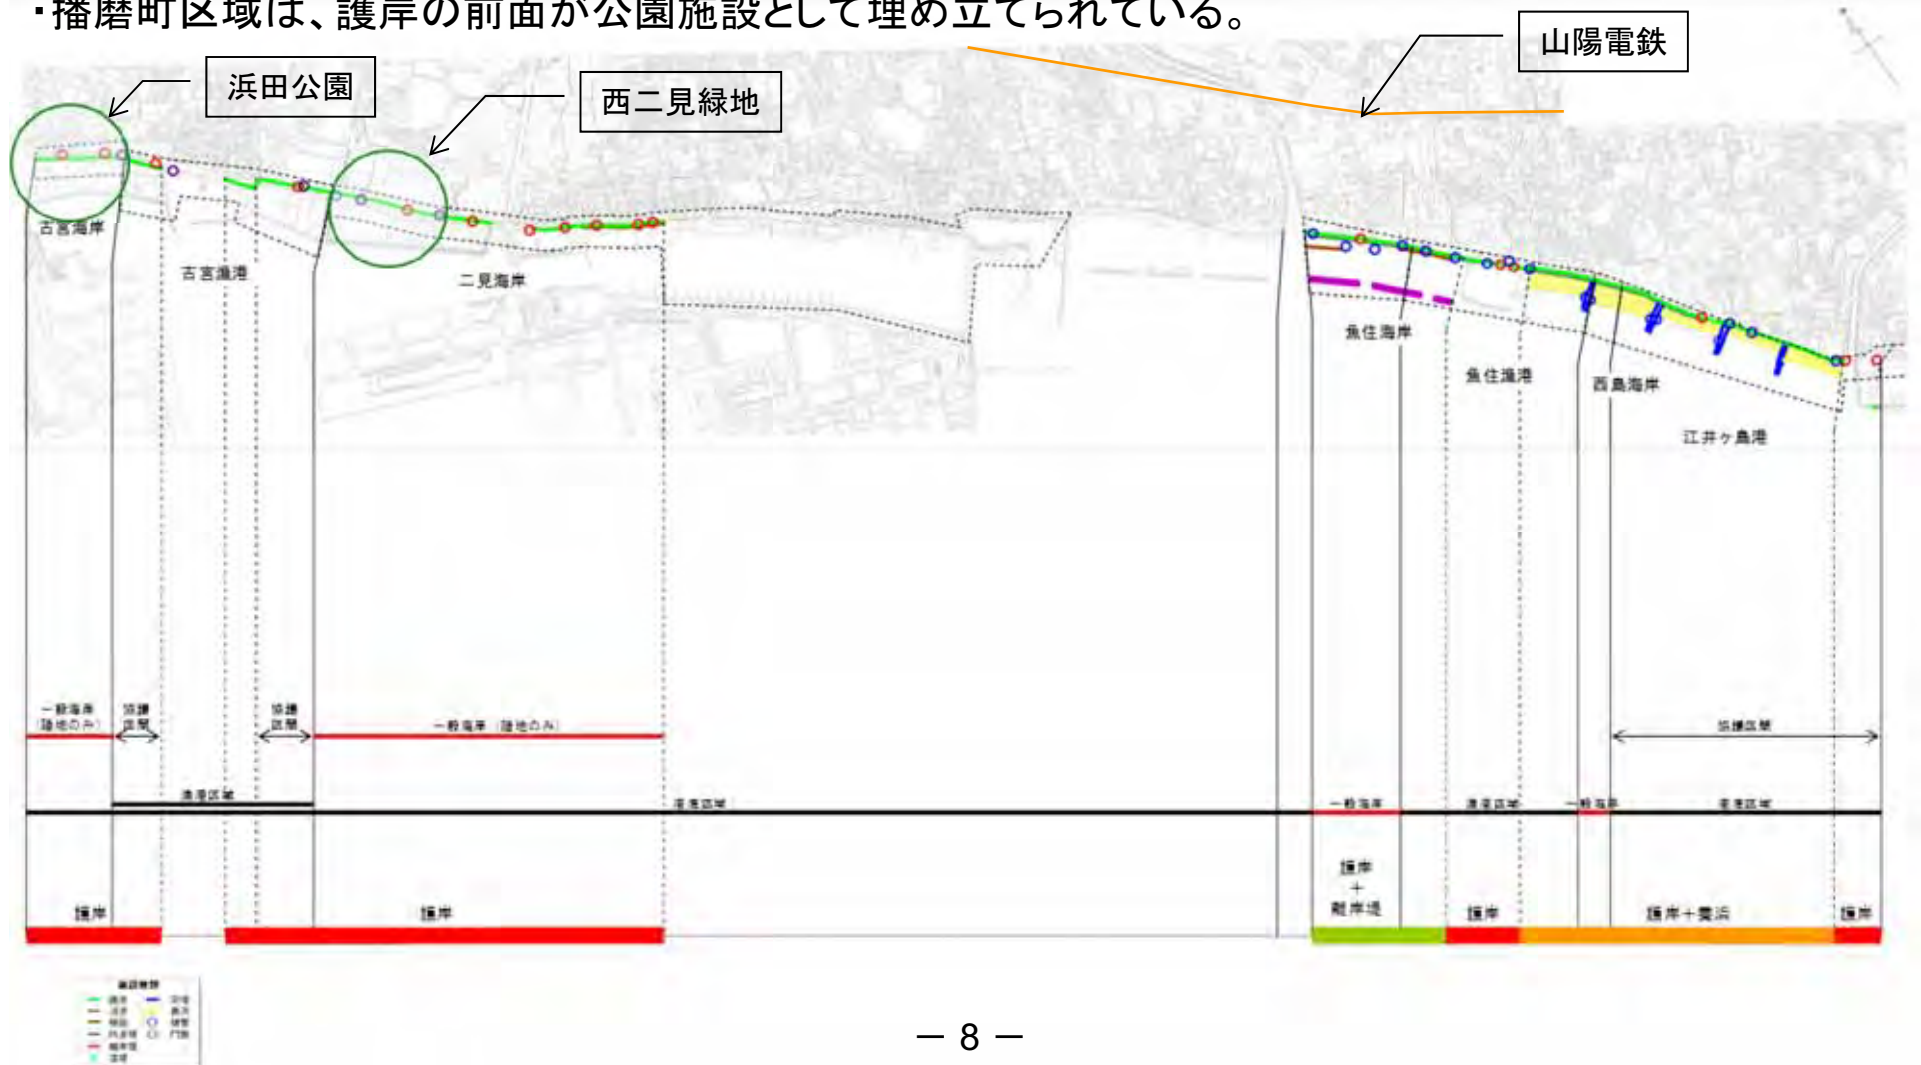 ・播磨町区域は、護岸の前面が公園施設として埋め立てられている。
山陽電鉄
浜田公園
西二見緑地
古宮海岸
古宮漁港
二見海岸
魚住海岸
魚住漁港
西島海岸
江井ヶ島港
一般海岸
(陸地のみ)
協議
区間
協議
区間
一般海岸 (陸地のみ)
協議区間
漁港区域
港湾区域
一般海岸
漁港区域
一般海岸
港湾区域
護岸
護岸
護岸
+
離岸堤
護岸
護岸+養浜
護岸
－ 8 －